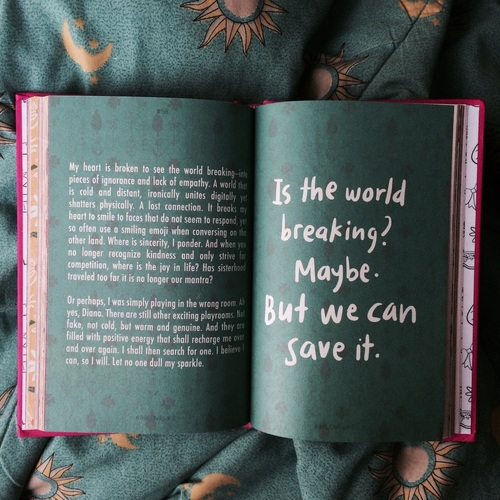 My heart is broken to see the world breaking–into
pieces of ignorance and lack of empathy. A world that
is cold and distant, ironically unites digitally yet
shatters physically. A lost connection. It breaks my
heart to smile to faces that do not seem to respond, yet
so often use a smiling emoji when conversing on the
other land. Where is sincerity, I ponder. And when you
no longer recognize kindness and only strive for
competition, where is the joy in life? Has sisterhood
traveled too far it is no longer our mantra?
Or perhaps, I was simply playing in the wrong room. Ah
yes, Diana. There are still other exciting playrooms. Not
fake, not cold, but warm and genuine. And they are
filled with positive energy that shall recharge me over
and over again. I shall then search for one. I believe I
can, so I will. Let no one dull my sparkle.
Is the world
breaking?
Maybe.
But we can
save it.